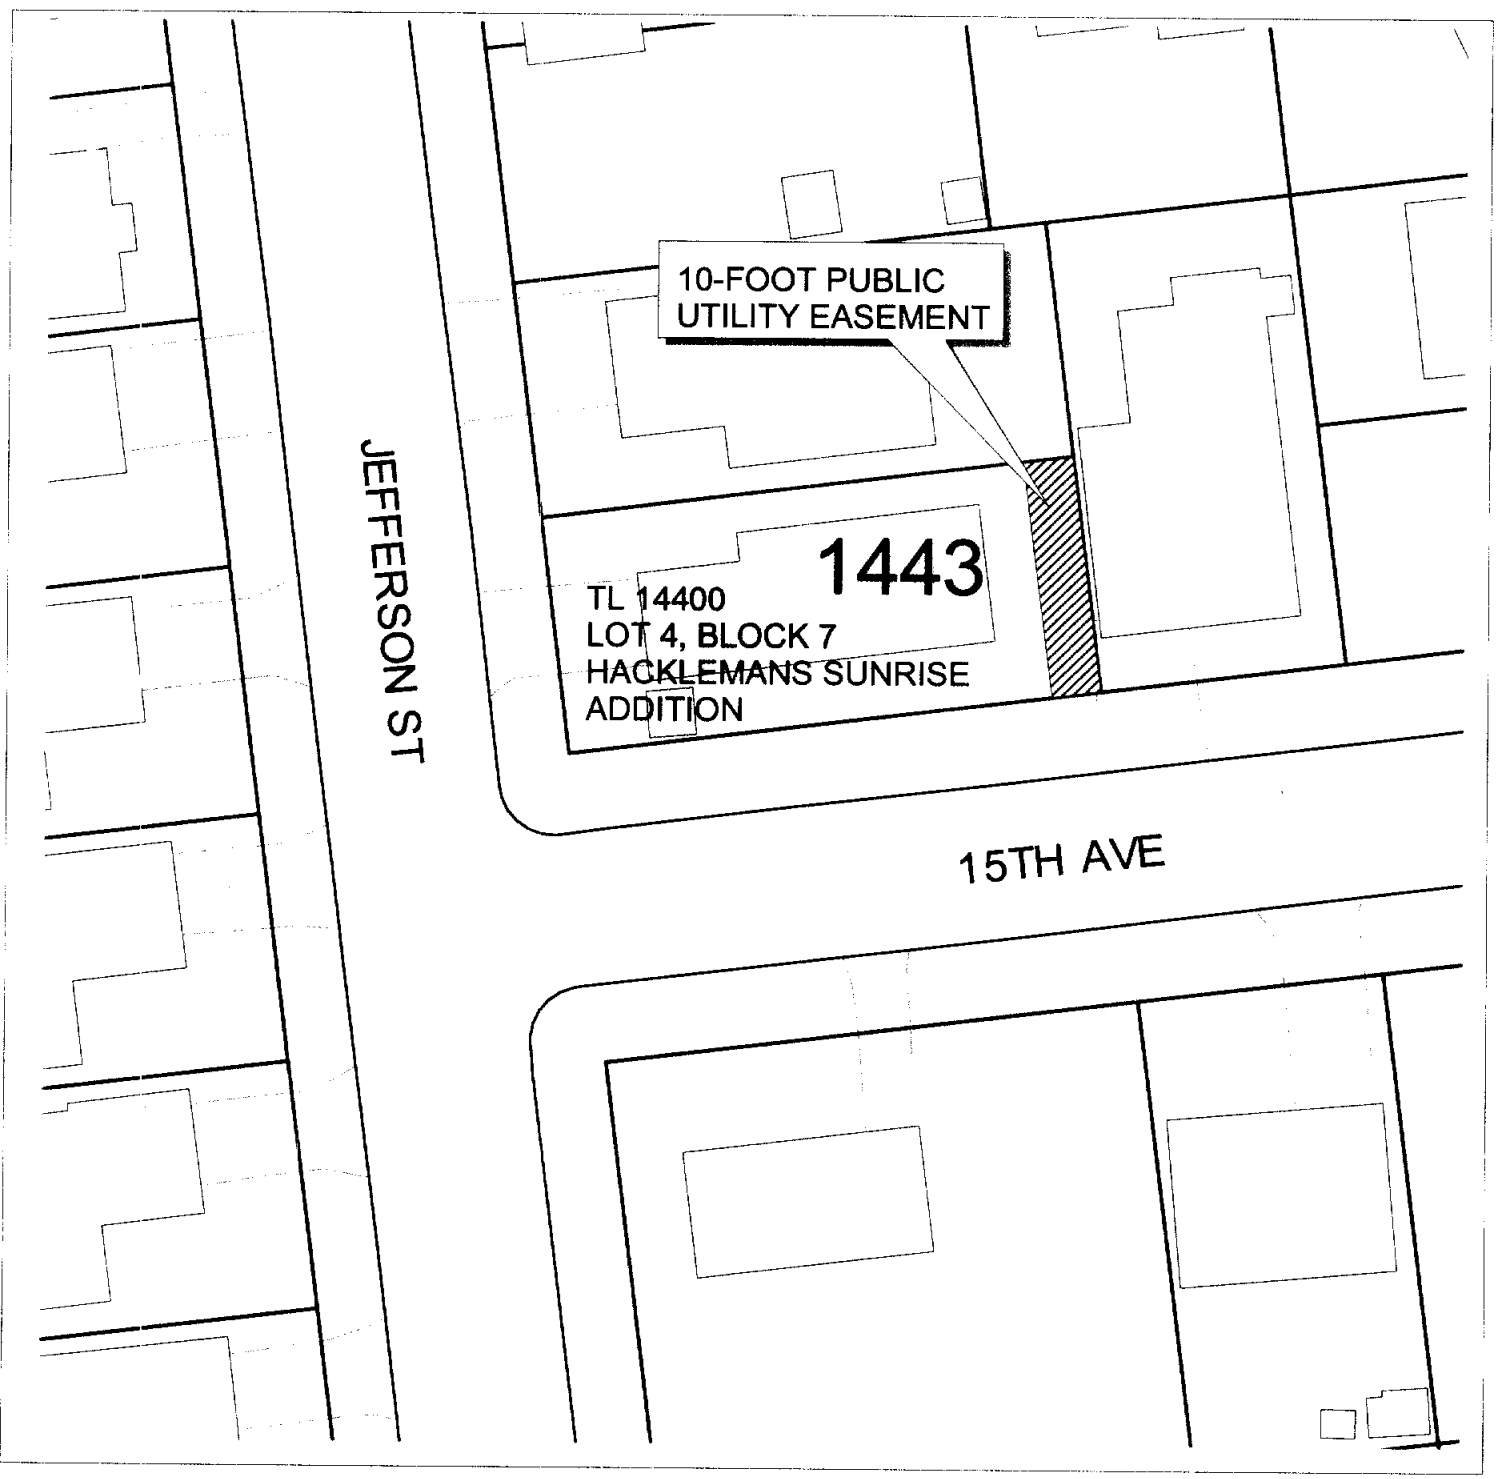 10-FOOT PUBLIC
UTILITY EASEMENT
JEFFERSON ST
1443
TL 14400
LOT 4, BLOCK 7
HACKLEMANS SUNRISE
ADDITION
15TH AVE